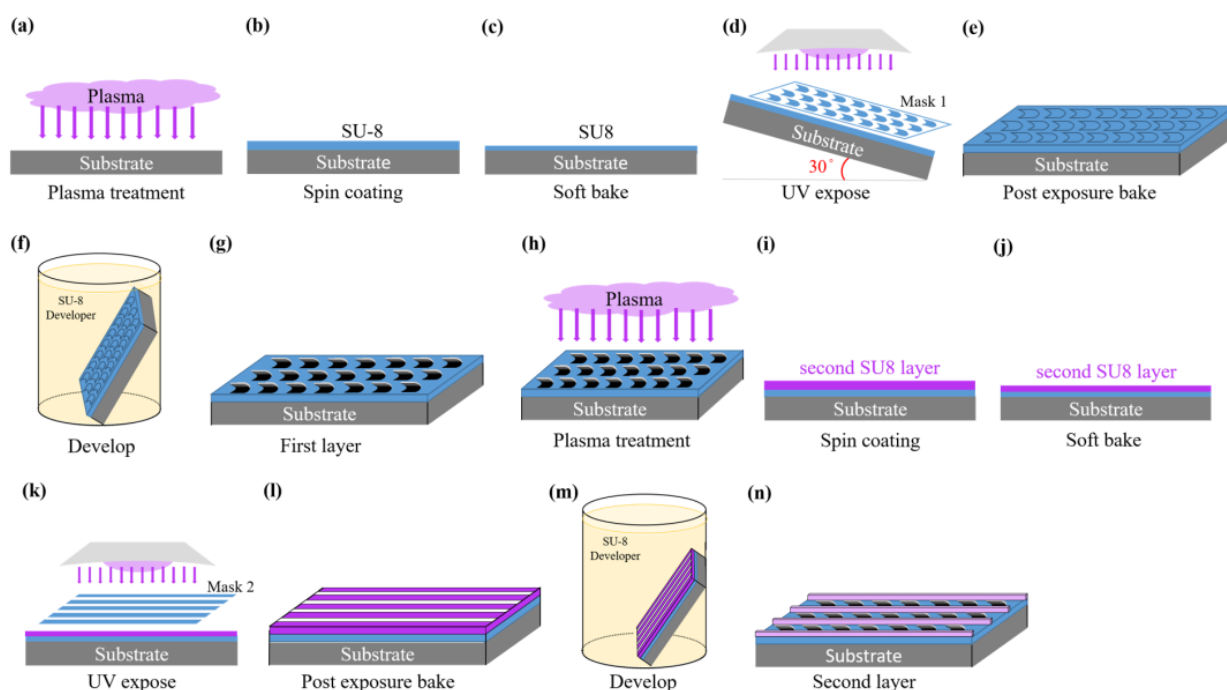 (a)
Plasma
Substrate
Plasma treatment
(b)
SU-8
Substrate
Spin coating
(c)
SU8
Substrate
Soft bake
(d)
Mask 1
Substrate
30°
UV expose
(e)
Substrate
Post exposure bake
(f)
SU-8
Developer
Develop
(g)
Substrate
First layer
(h)
Plasma
Substrate
Plasma treatment
(i)
second SU8 layer
Substrate
Spin coating
(j)
second SU8 layer
Substrate
Soft bake
(k)
Mask 2
Substrate
UV expose
(l)
Substrate
Post exposure bake
(m)
SU-8
Developer
Develop
(n)
Substrate
Second layer